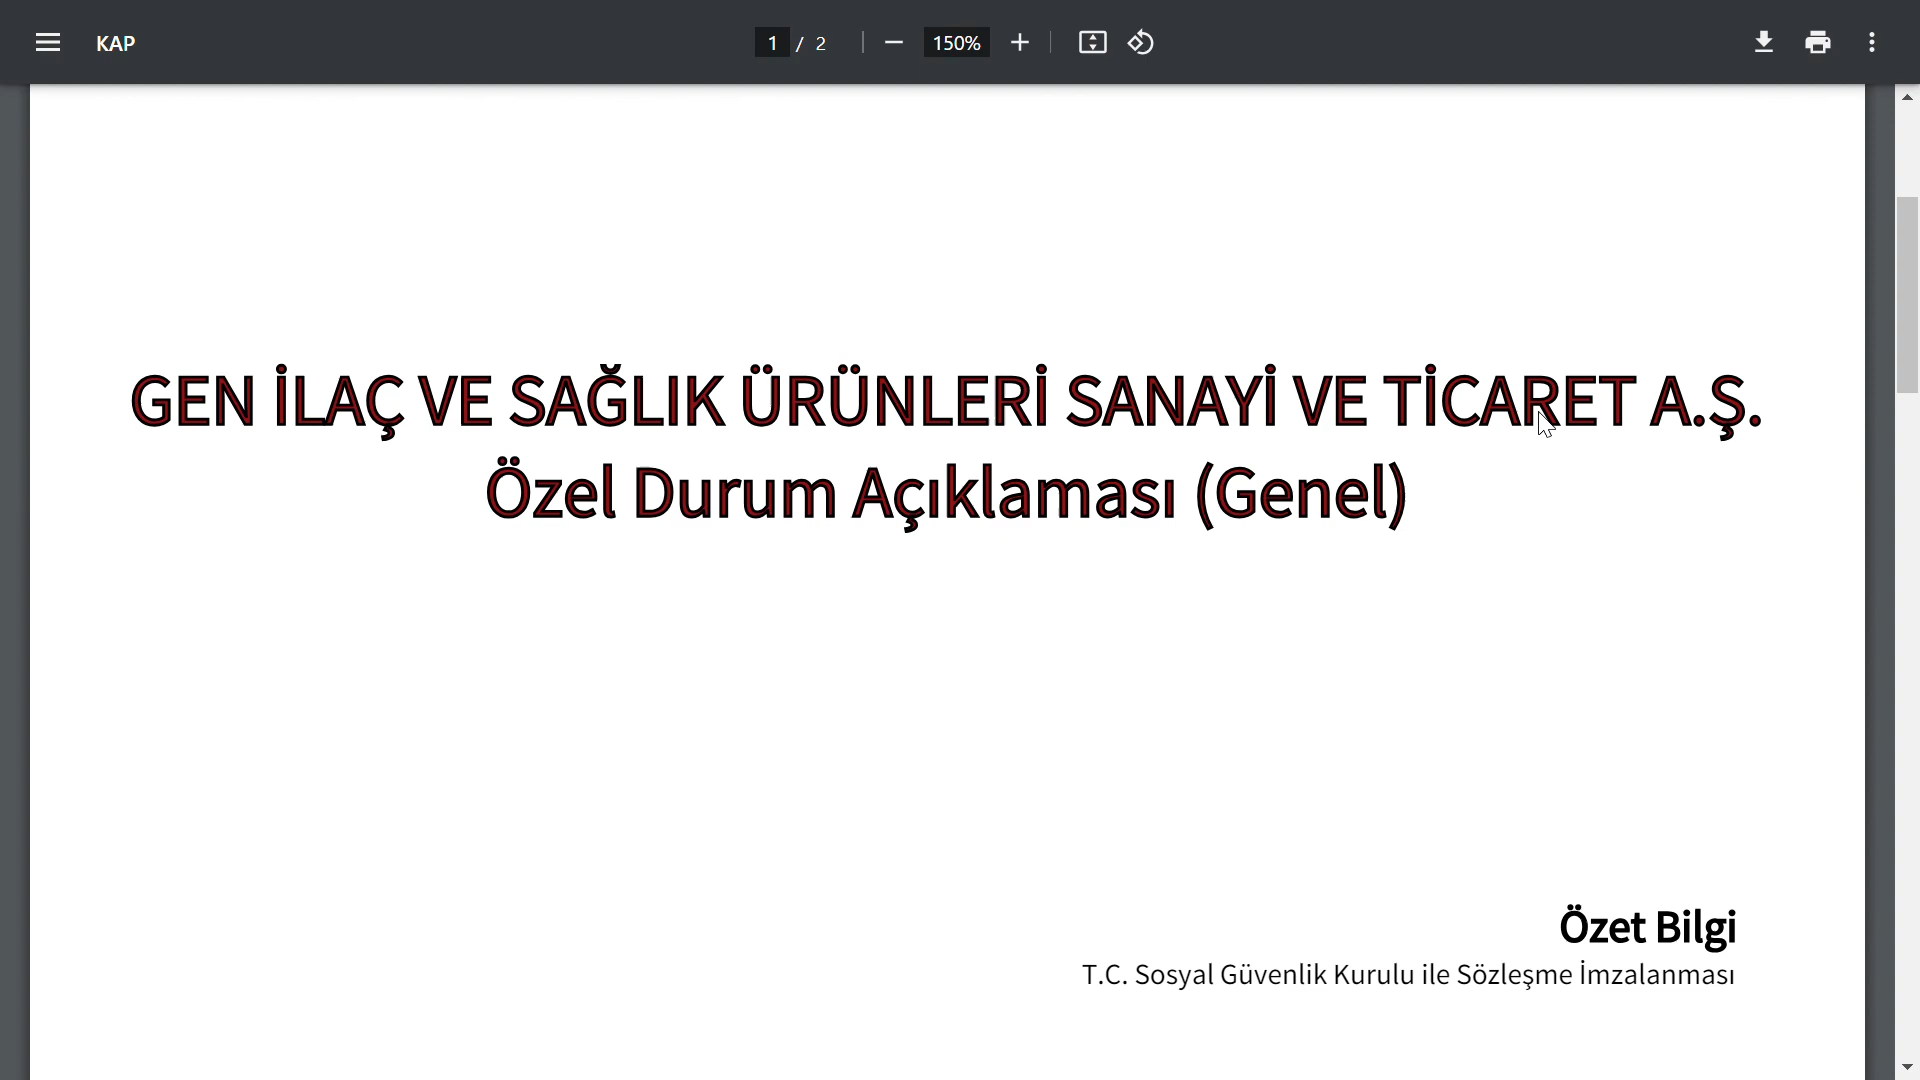 KAP
1 / 2
150%
GEN İLAÇ VE SAĞLIK ÜRÜNLERİ SANAYİ VE TİCARET A.Ş.
Özel Durum Açıklaması (Genel)
Özet Bilgi
T.C. Sosyal Güvenlik Kurulu ile Sözleşme İmzalanması